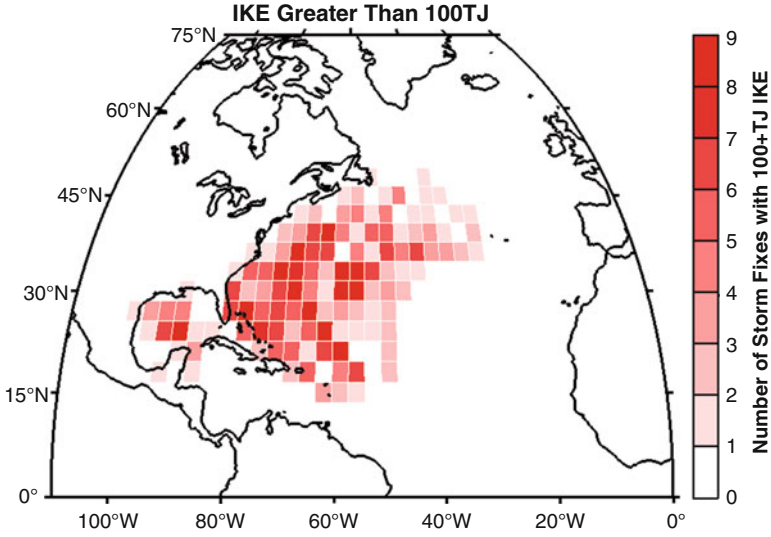 IKE Greater Than 100TJ
75°N
60°N
45°N
30°N
15°N
0°
100°W
80°W
60°W
40°W
20°W
0°
9
8
7
6
5
4
3
2
1
0
Number of Storm Fixes with 100+TJ IKE